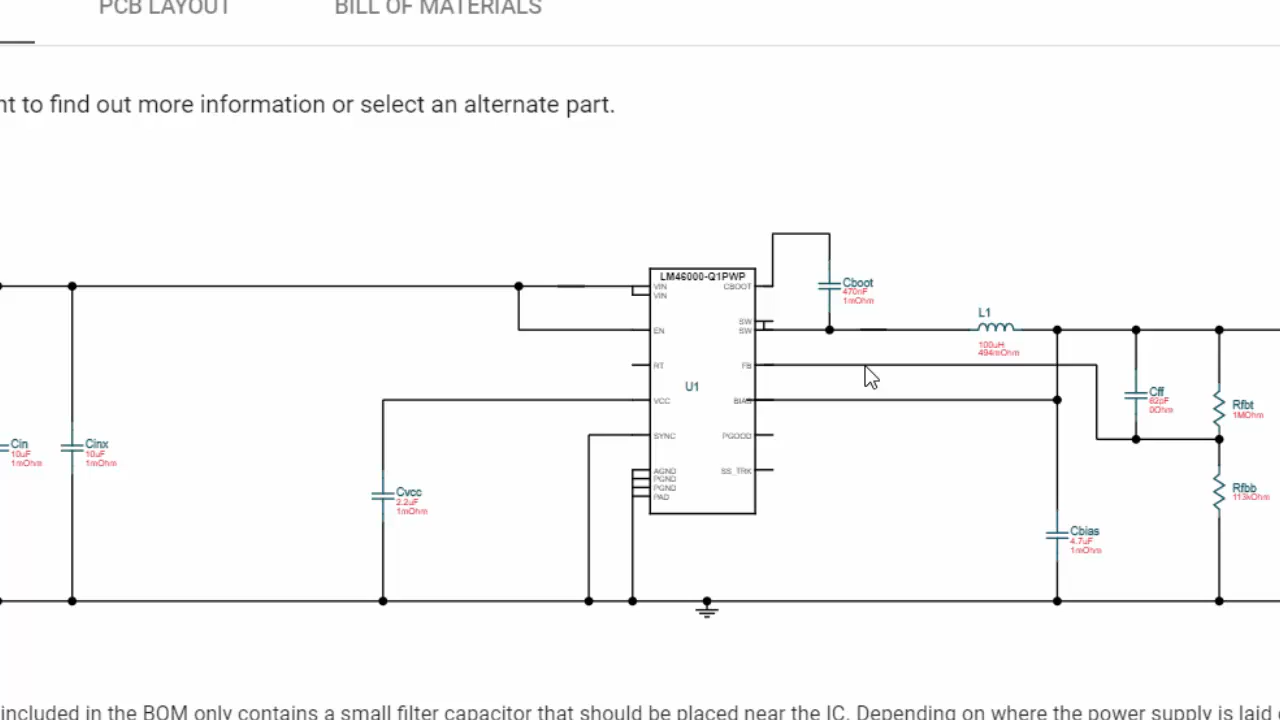 PCB LAYOUT
BILL OF MATERIALS
nt to find out more information or select an alternate part.
LM46000-Q1PWP
VIN
VIN
EN
RT
VCC
SYNC
AGND
PGND
PGND
PAD
U1
CBOOT
SW
SW
FB
BIAS
PGOOD
SS_TRK
Cboot
470nF
1mOhm
L1
100uH
494mOhm
Cff
0Ohm
Rfbt
1MOhm
Rfbb
113kOhm
Cin
10uF
1mOhm
Cinx
10uF
1mOhm
Cvcc
2.2uF
1mOhm
Cbias
4.7uF
1mOhm
included in the BOM only contains a small filter capacitor that should be placed near the IC. Depending on where the power supply is laid